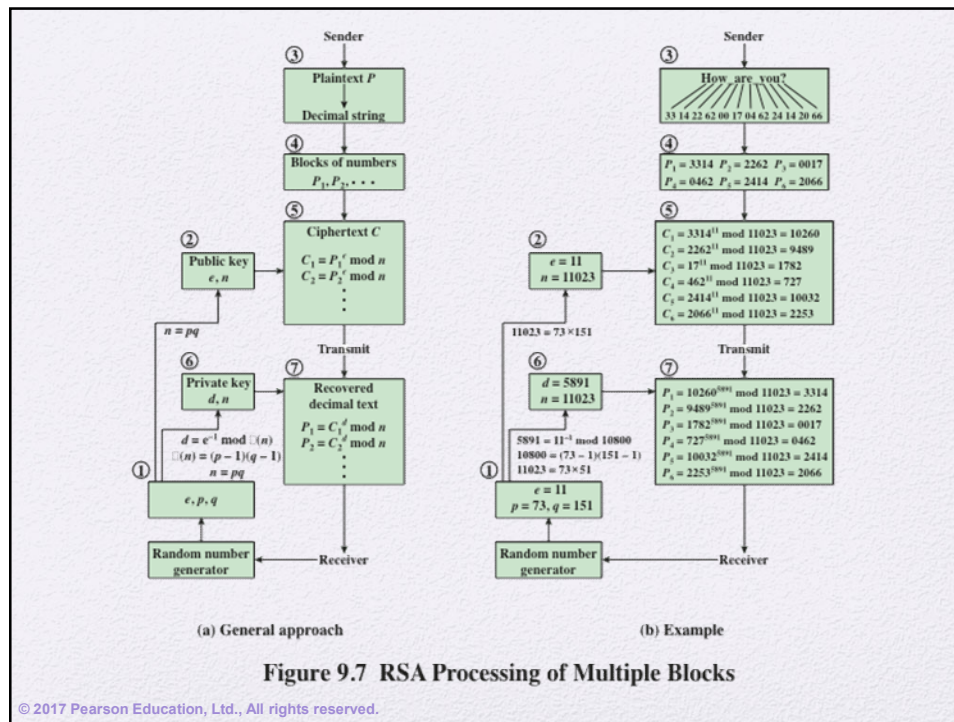 Sender
③
Plaintext P
Decimal string
④
Blocks of numbers
P₁, P₂, • • •
⑤
Ciphertext C
C₁ = P₁ᵉ mod n
C₂ = P₂ᵉ mod n
②
Public key
e, n
n = pq
Transmit
⑥
Private key
d, n
⑦
Recovered
decimal text
P₁ = C₁ᵈ mod n
P₂ = C₂ᵈ mod n
d = e⁻¹ mod □(n)
□(n) = (p – 1)(q – 1)
n = pq
①
e, p, q
Random number
generator
Receiver
(a) General approach
Sender
③
How are you?
33 14 22 62 00 17 04 62 24 14 20 66
④
P₁ = 3314 P₂ = 2262 P₃ = 0017
P₄ = 0462 P₅ = 2414 P₆ = 2066
⑤
C₁ = 3314¹¹ mod 11023 = 10260
C₂ = 2262¹¹ mod 11023 = 9489
C₃ = 17¹¹ mod 11023 = 1782
C₄ = 462¹¹ mod 11023 = 727
C₅ = 2414¹¹ mod 11023 = 10032
C₆ = 2066¹¹ mod 11023 = 2253
②
e = 11
n = 11023
11023 = 73×151
Transmit
⑥
d = 5891
n = 11023
⑦
P₁ = 10260⁵⁸⁹¹ mod 11023 = 3314
P₂ = 9489⁵⁸⁹¹ mod 11023 = 2262
P₃ = 1782⁵⁸⁹¹ mod 11023 = 0017
P₄ = 727⁵⁸⁹¹ mod 11023 = 0462
P₅ = 10032⁵⁸⁹¹ mod 11023 = 2414
P₆ = 2253⁵⁸⁹¹ mod 11023 = 2066
5891 = 11⁻¹ mod 10800
10800 = (73 – 1)(151 – 1)
11023 = 73×51
①
e = 11
p = 73, q = 151
Random number
generator
Receiver
(b) Example
Figure 9.7 RSA Processing of Multiple Blocks
© 2017 Pearson Education, Ltd., All rights reserved.